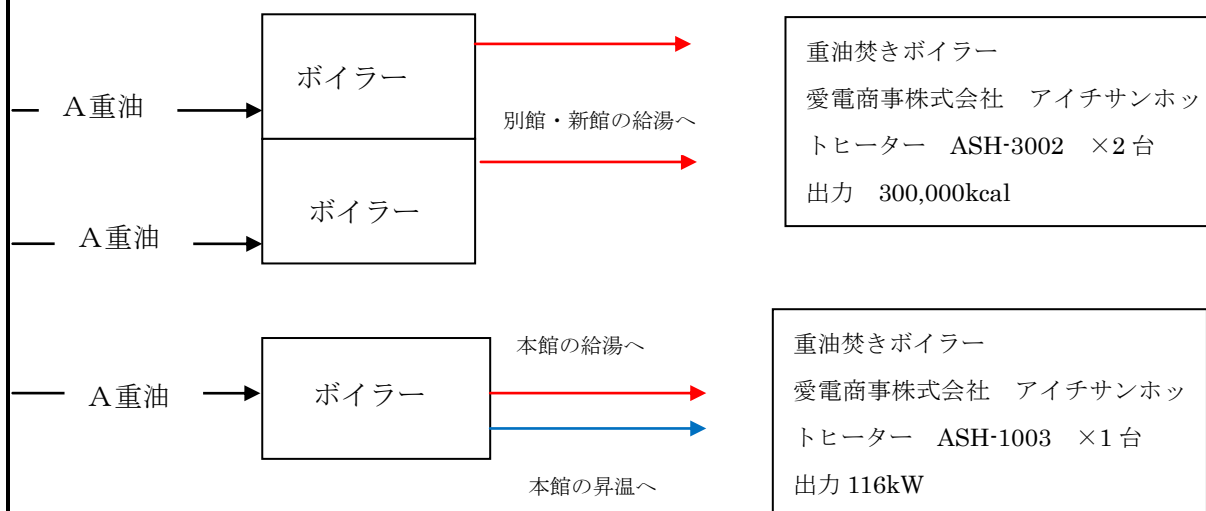 ボイラー
A重油
別館・新館の給湯へ
ボイラー
A重油
重油焚きボイラー
愛電商事株式会社　アイチサンホッ
トヒーター　ASH-3002　×2 台
出力　300,000kcal
本館の給湯へ
A重油
ボイラー
本館の昇温へ
重油焚きボイラー
愛電商事株式会社　アイチサンホッ
トヒーター　ASH-1003　×1 台
出力 116kW